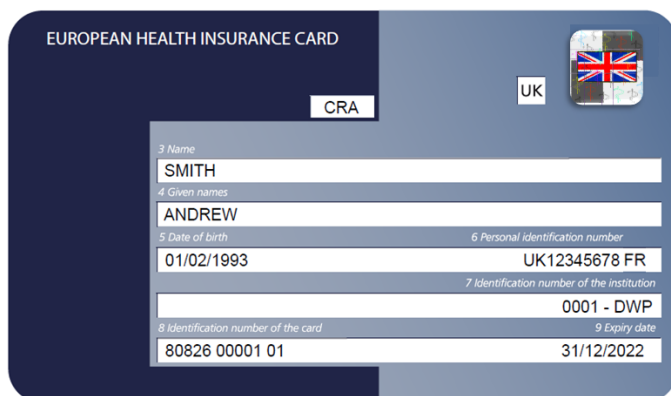 EUROPEAN HEALTH INSURANCE CARD
UK
CRA
3 Name
SMITH
4 Given names
ANDREW
5 Date of birth 6 Personal identification number
01/02/1993 UK12345678 FR
7 Identification number of the institution
0001 - DWP
8 Identification number of the card 9 Expiry date
80826 00001 01 31/12/2022